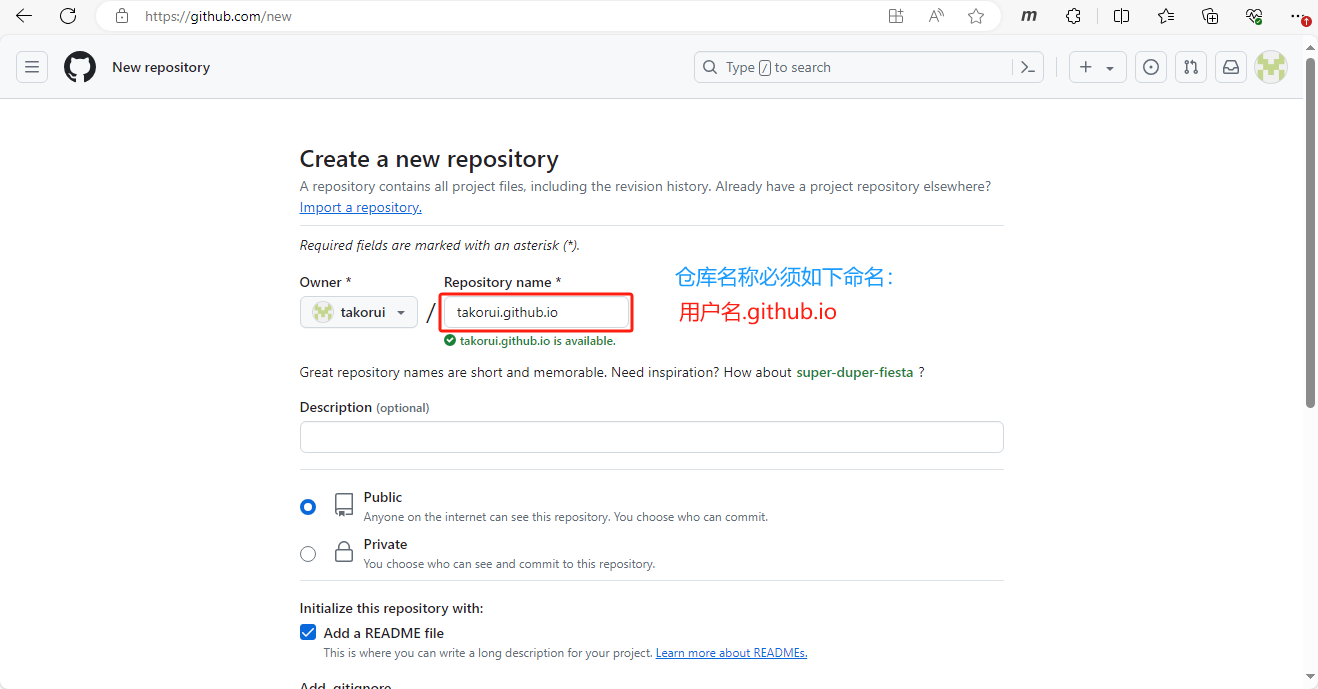 https://github.com/new
m
New repository
Type / to search
Create a new repository
A repository contains all project files, including the revision history. Already have a project repository elsewhere?
Import a repository.
Required fields are marked with an asterisk (*).
Owner *
Repository name *
仓库名称必须如下命名：
takorui
/
takorui.github.io
用户名.github.io
takorui.github.io is available.
Great repository names are short and memorable. Need inspiration? How about super-duper-fiesta ?
Description (optional)
Public
Anyone on the internet can see this repository. You choose who can commit.
Private
You choose who can see and commit to this repository.
Initialize this repository with:
Add a README file
This is where you can write a long description for your project. Learn more about READMEs.
Add .gitignore